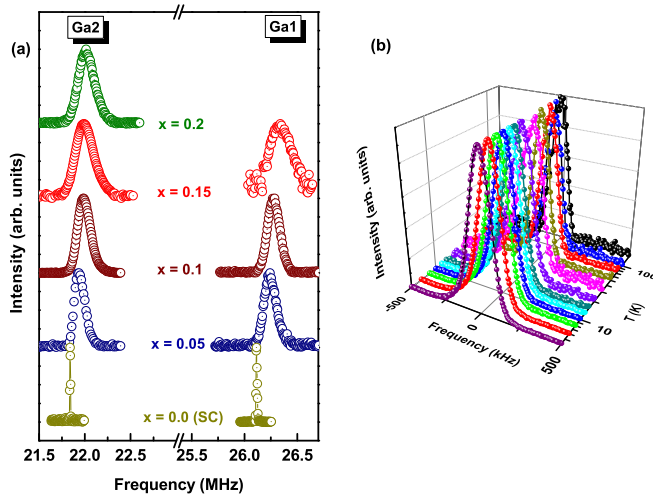 Ga2
Ga1
(a)
(b)
x = 0.2
x = 0.15
x = 0.1
x = 0.05
x = 0.0 (SC)
Intensity (arb. units)
21.5 22.0 22.5 25.5 26.0 26.5
Frequency (MHz)
Intensity (arb. units)
-500
0
500
Frequency (kHz)
10
100
T (K)